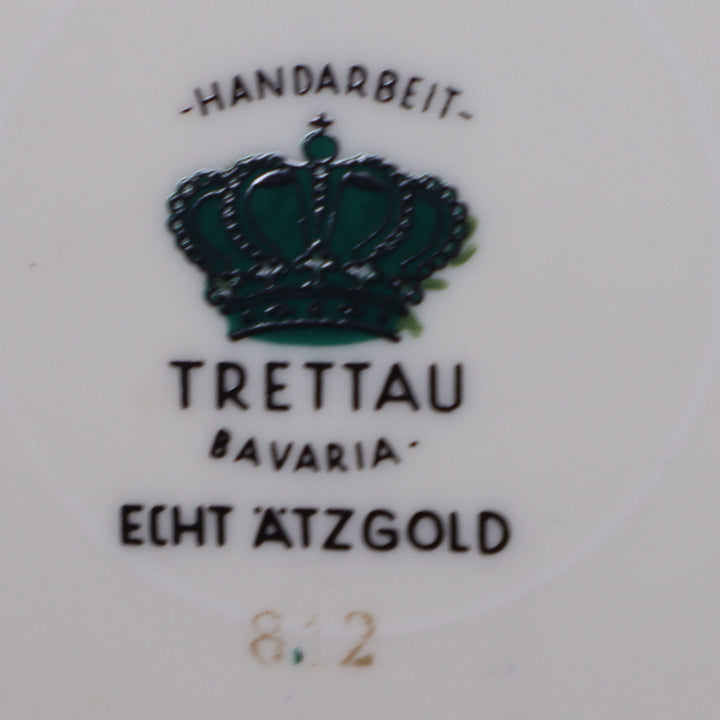 -HANDARBEIT-
TRETTAU
BAVARIA
ECHT ÄTZGOLD